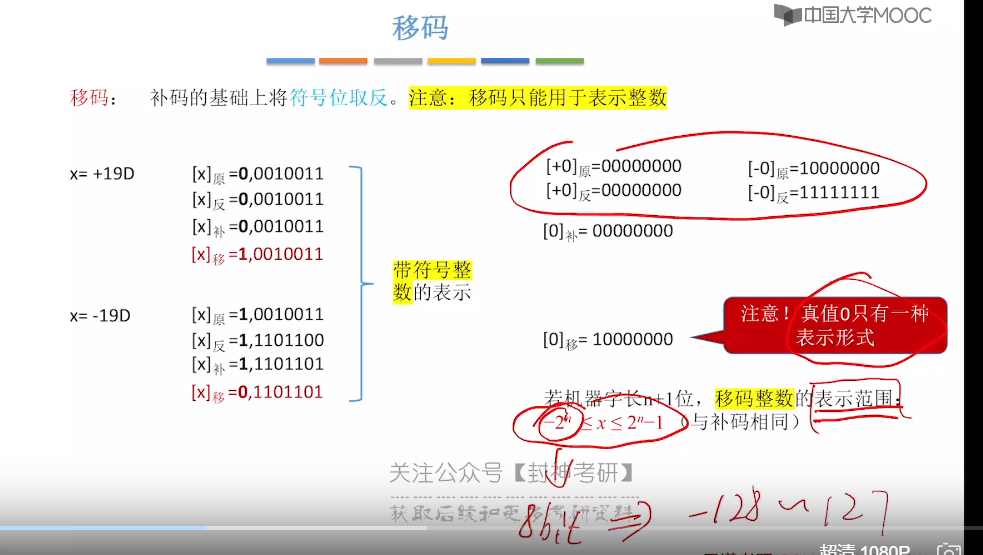 中国大学MOOC
移码
移码： 补码的基础上将符号位取反。注意：移码只能用于表示整数
x= +19D
[x]原 =0,0010011
[x]反 =0,0010011
[x]补 =0,0010011
[x]移 =1,0010011
x= -19D
[x]原 =1,0010011
[x]反 =1,1101100
[x]补 =1,1101101
[x]移 =0,1101101
带符号整
数的表示
[+0]原=00000000 [-0]原=10000000
[+0]反=00000000 [-0]反=11111111
[0]补= 00000000
[0]移= 10000000
注意！真值0只有一种
表示形式
若机器字长n+1位，移码整数的表示范围：
−2ⁿ ≤ x ≤ 2ⁿ−1 （与补码相同）
关注公众号【封神考研】
获取后续和更多考研资料
8bit ⇒ -128 ~ 127
超清 1080P